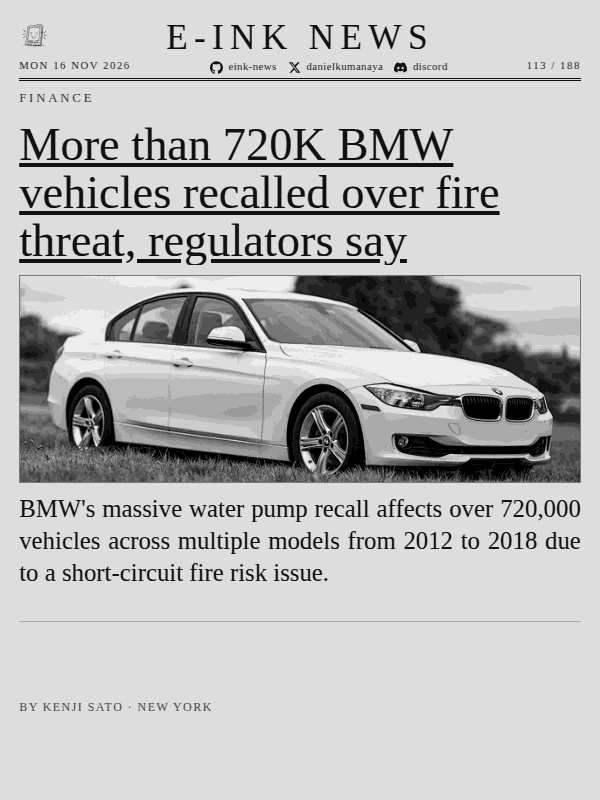 E-INK NEWS
MON 16 NOV 2026
eink-news danielkumanaya discord
113 / 188
FINANCE
More than 720K BMW
vehicles recalled over fire
threat, regulators say
BMW's massive water pump recall affects over 720,000
vehicles across multiple models from 2012 to 2018 due
to a short-circuit fire risk issue.
BY KENJI SATO · NEW YORK